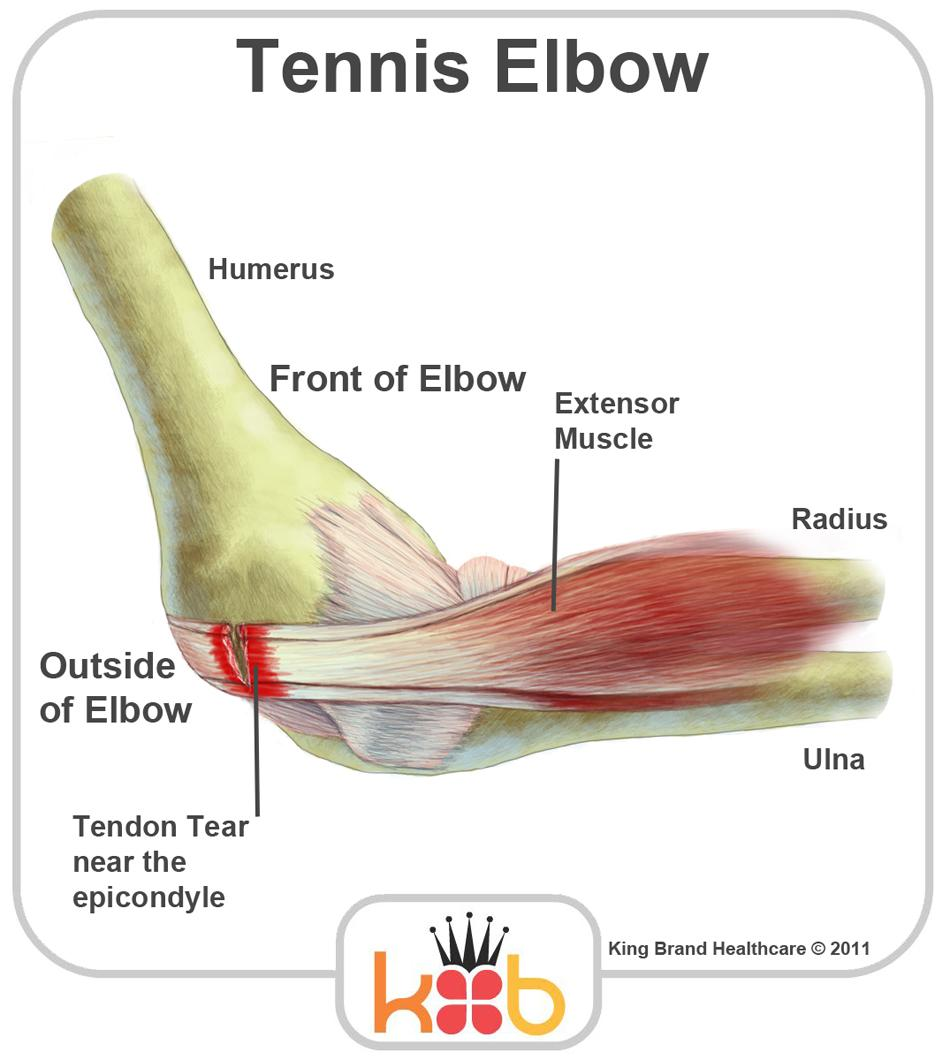 Tennis Elbow
Humerus
Front of Elbow
Extensor
Muscle
Radius
Outside
of Elbow
Ulna
Tendon Tear
near the
epicondyle
King Brand Healthcare © 2011
kb